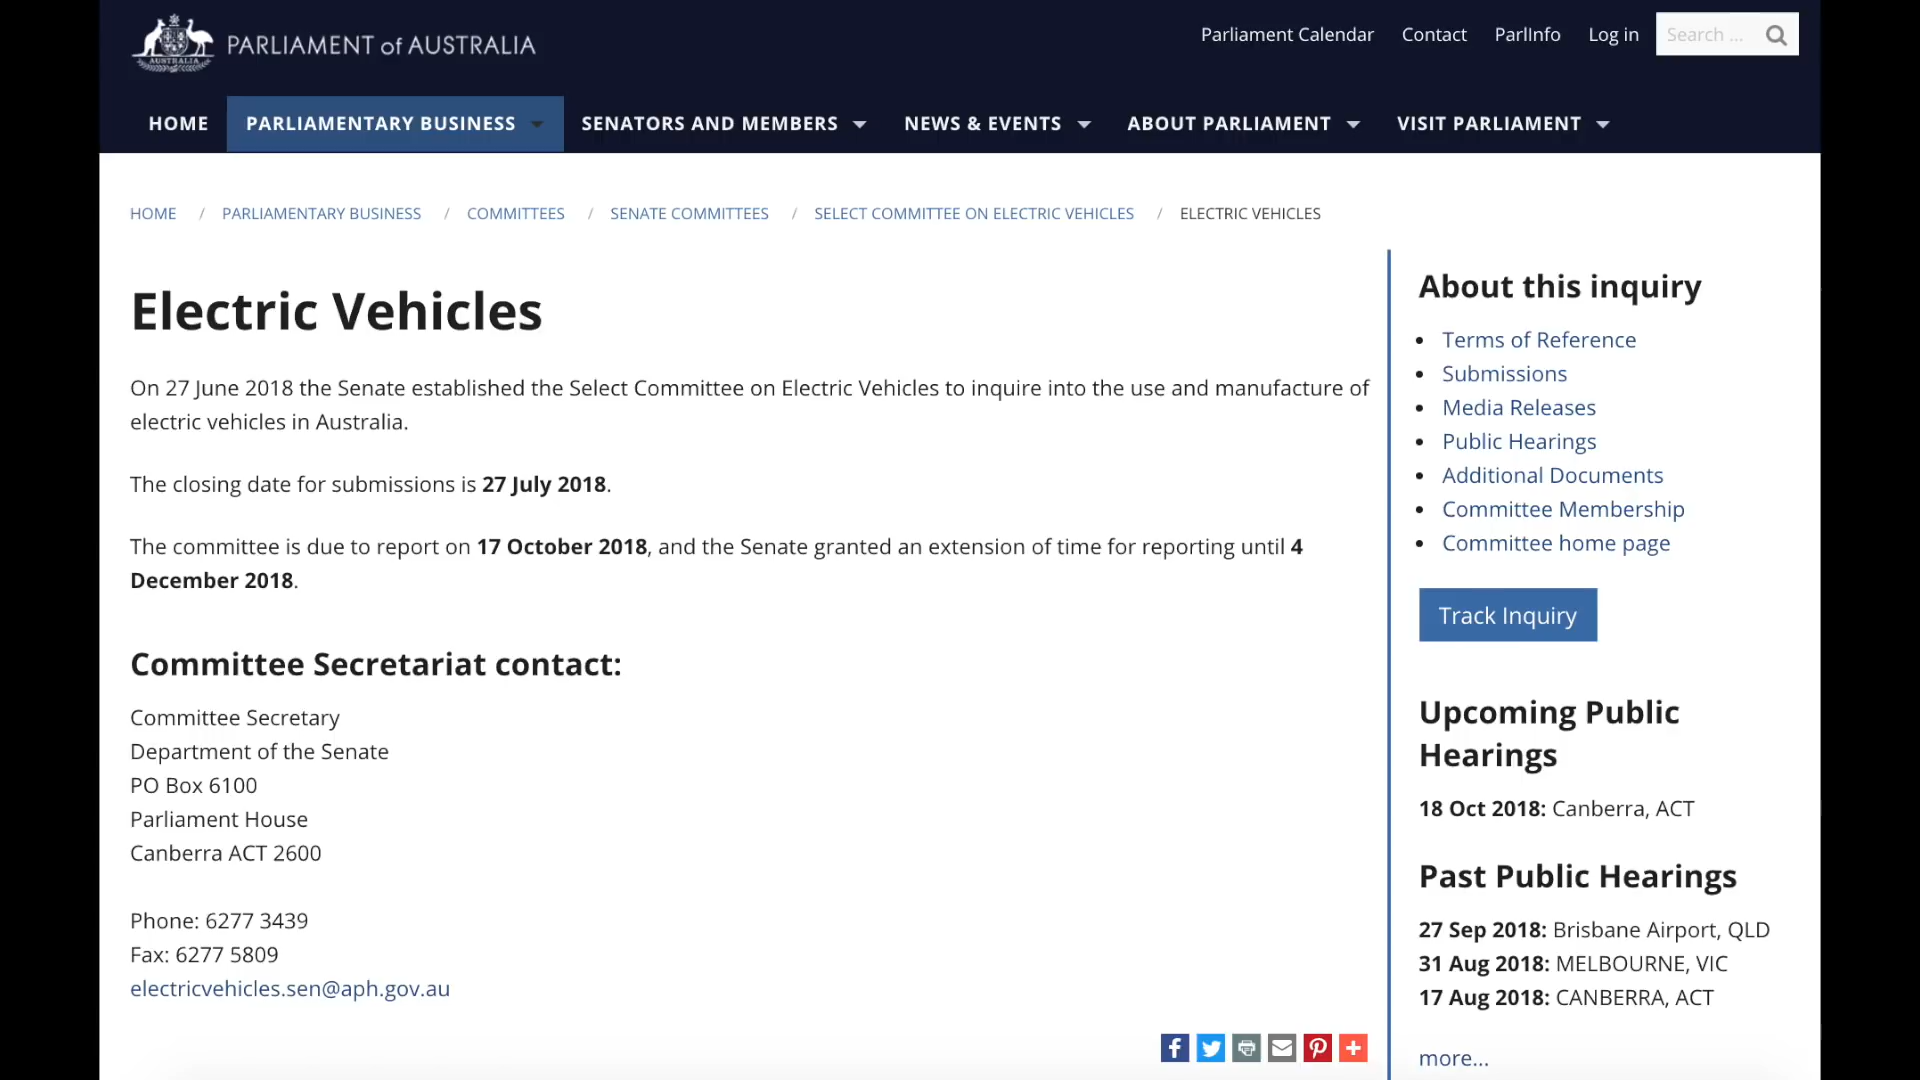 AUSTRALIA
PARLIAMENT of AUSTRALIA
Parliament Calendar Contact ParlInfo Log in Search ...
HOME PARLIAMENTARY BUSINESS SENATORS AND MEMBERS NEWS & EVENTS ABOUT PARLIAMENT VISIT PARLIAMENT
HOME / PARLIAMENTARY BUSINESS / COMMITTEES / SENATE COMMITTEES / SELECT COMMITTEE ON ELECTRIC VEHICLES / ELECTRIC VEHICLES
Electric Vehicles
On 27 June 2018 the Senate established the Select Committee on Electric Vehicles to inquire into the use and manufacture of
electric vehicles in Australia.
The closing date for submissions is 27 July 2018.
The committee is due to report on 17 October 2018, and the Senate granted an extension of time for reporting until 4
December 2018.
Committee Secretariat contact:
Committee Secretary
Department of the Senate
PO Box 6100
Parliament House
Canberra ACT 2600
Phone: 6277 3439
Fax: 6277 5809
electricvehicles.sen@aph.gov.au
About this inquiry
Terms of Reference
Submissions
Media Releases
Public Hearings
Additional Documents
Committee Membership
Committee home page
Track Inquiry
Upcoming Public
Hearings
18 Oct 2018: Canberra, ACT
Past Public Hearings
27 Sep 2018: Brisbane Airport, QLD
31 Aug 2018: MELBOURNE, VIC
17 Aug 2018: CANBERRA, ACT
more...